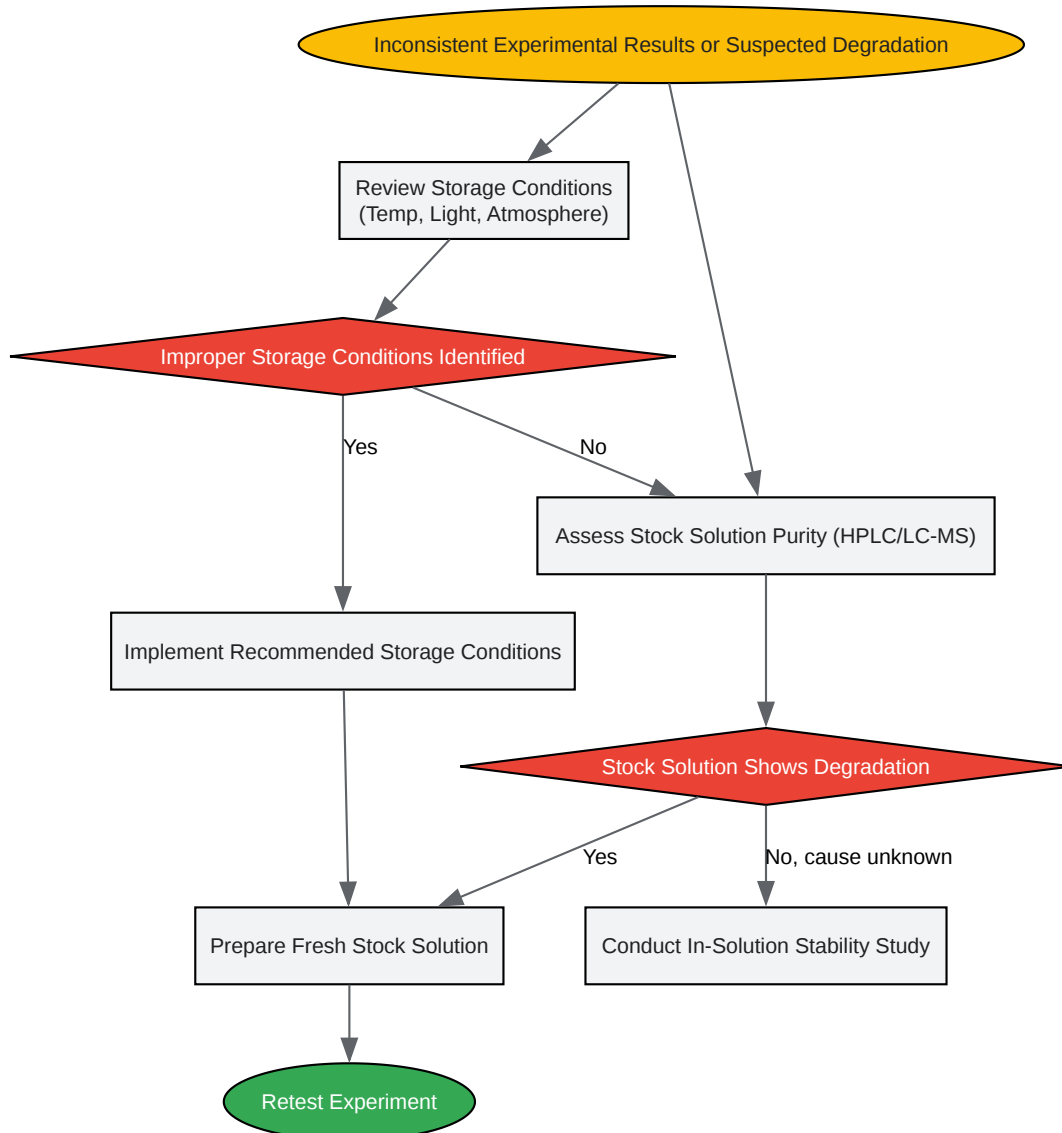 Inconsistent Experimental Results or Suspected Degradation
Review Storage Conditions
(Temp, Light, Atmosphere)
Improper Storage Conditions Identified
Yes
No
Assess Stock Solution Purity (HPLC/LC-MS)
Implement Recommended Storage Conditions
Stock Solution Shows Degradation
Yes
No, cause unknown
Prepare Fresh Stock Solution
Conduct In-Solution Stability Study
Retest Experiment